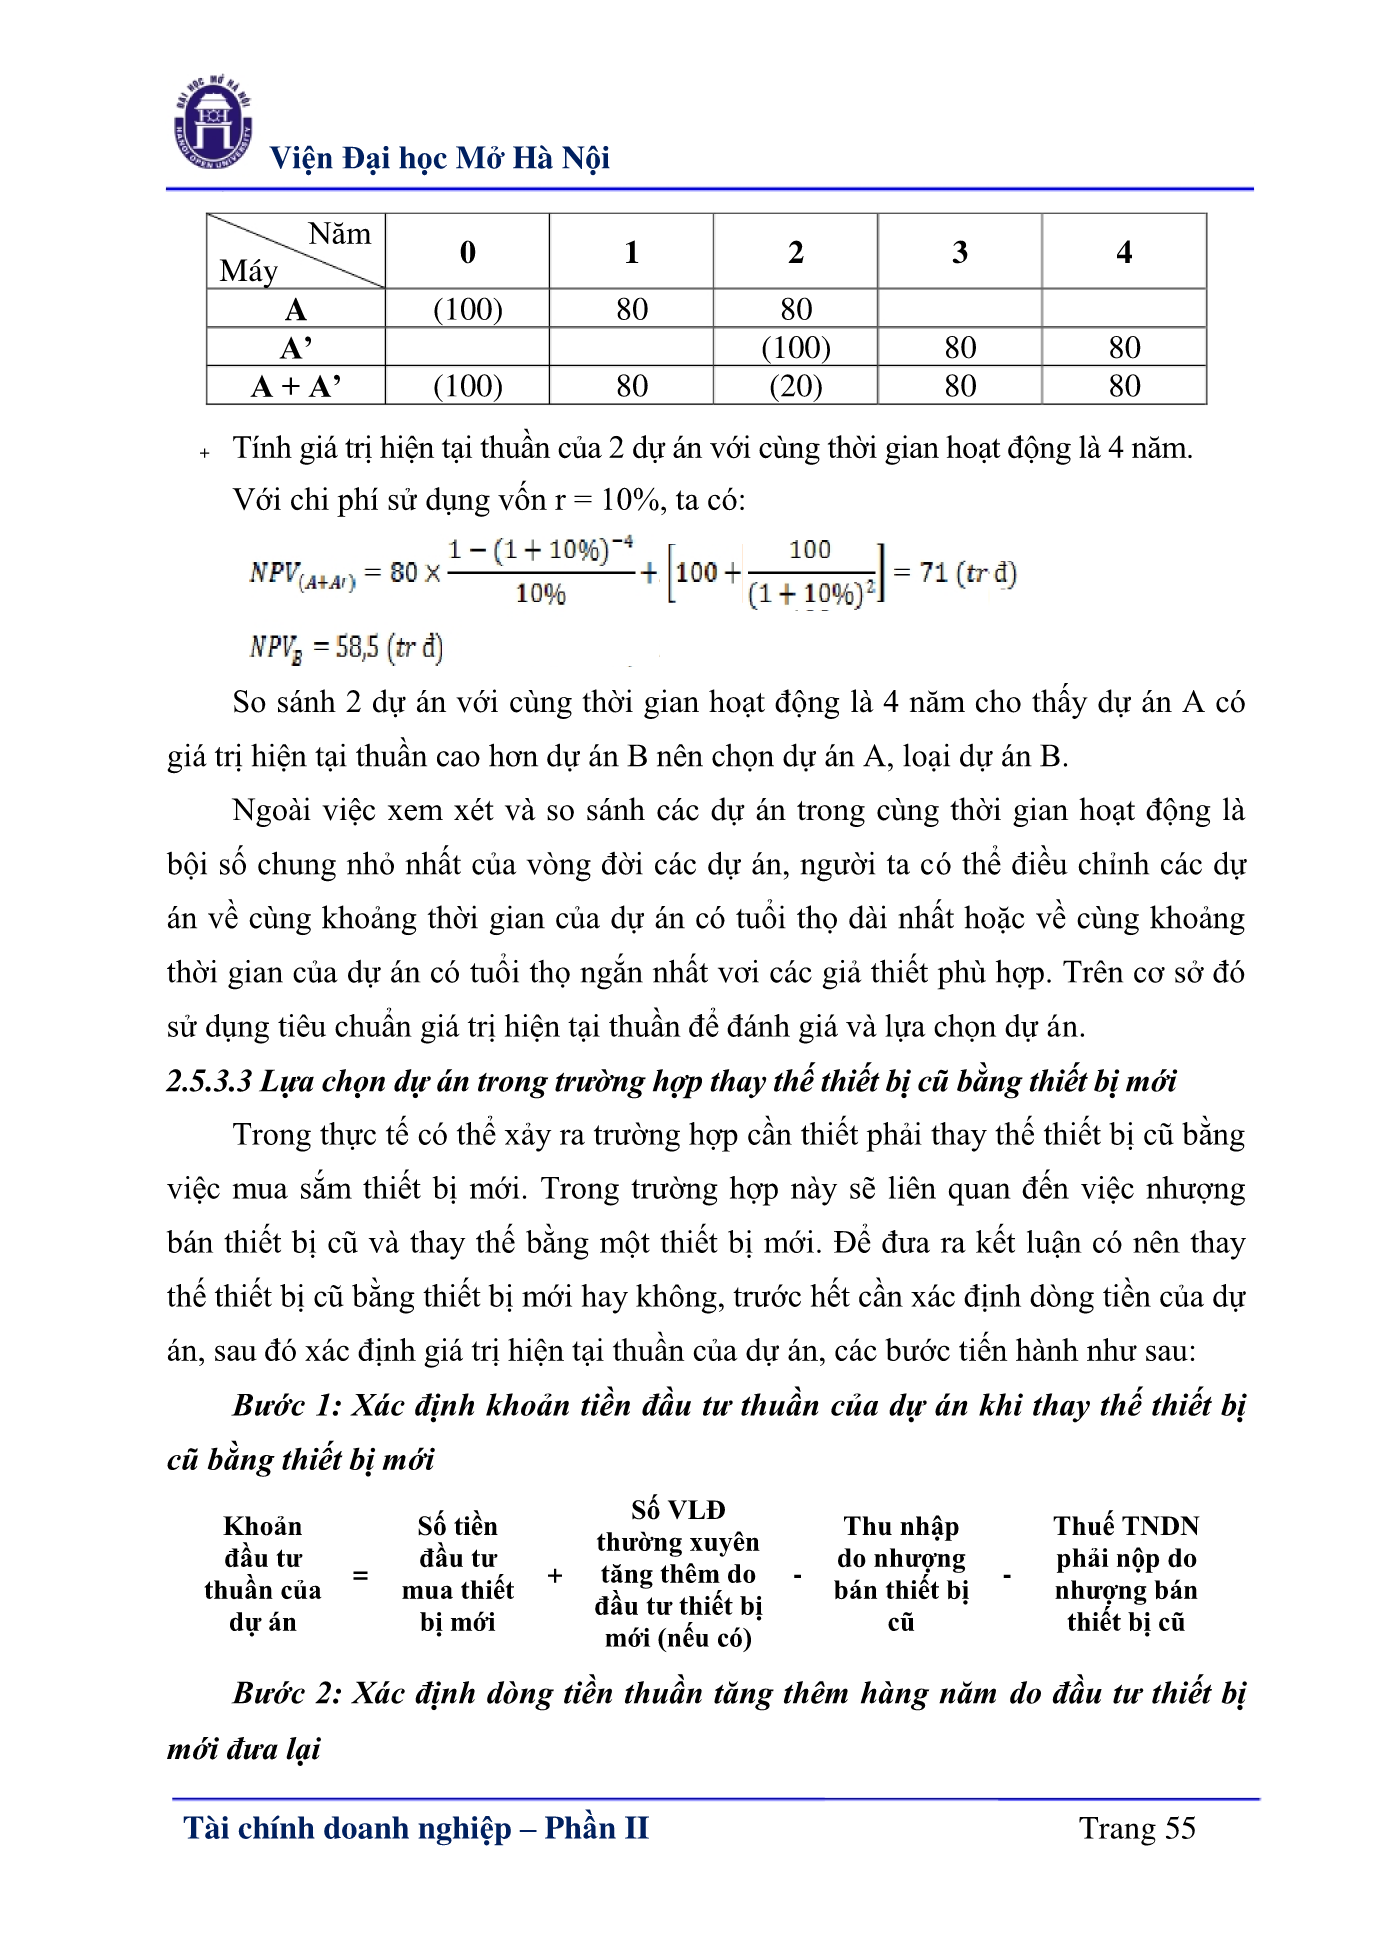 ĐẠI HỌC MỞ HÀ NỘI
HANOI OPEN UNIVERSITY
Viện Đại học Mở Hà Nội
Năm
Máy
0 1 2 3 4
A (100) 80 80
A’ (100) 80 80
A + A’ (100) 80 (20) 80 80
+ Tính giá trị hiện tại thuần của 2 dự án với cùng thời gian hoạt động là 4 năm.
Với chi phí sử dụng vốn r = 10%, ta có:
NPV(A+A′) = 80 × (1 − (1 + 10%)^−4)/(10%) + [100 + 100/((1 + 10%)^2)] = 71 (tr đ)
NPV_B = 58,5 (tr đ)
So sánh 2 dự án với cùng thời gian hoạt động là 4 năm cho thấy dự án A có
giá trị hiện tại thuần cao hơn dự án B nên chọn dự án A, loại dự án B.
Ngoài việc xem xét và so sánh các dự án trong cùng thời gian hoạt động là
bội số chung nhỏ nhất của vòng đời các dự án, người ta có thể điều chỉnh các dự
án về cùng khoảng thời gian của dự án có tuổi thọ dài nhất hoặc về cùng khoảng
thời gian của dự án có tuổi thọ ngắn nhất vơi các giả thiết phù hợp. Trên cơ sở đó
sử dụng tiêu chuẩn giá trị hiện tại thuần để đánh giá và lựa chọn dự án.
2.5.3.3 Lựa chọn dự án trong trường hợp thay thế thiết bị cũ bằng thiết bị mới
Trong thực tế có thể xảy ra trường hợp cần thiết phải thay thế thiết bị cũ bằng
việc mua sắm thiết bị mới. Trong trường hợp này sẽ liên quan đến việc nhượng
bán thiết bị cũ và thay thế bằng một thiết bị mới. Để đưa ra kết luận có nên thay
thế thiết bị cũ bằng thiết bị mới hay không, trước hết cần xác định dòng tiền của dự
án, sau đó xác định giá trị hiện tại thuần của dự án, các bước tiến hành như sau:
Bước 1: Xác định khoản tiền đầu tư thuần của dự án khi thay thế thiết bị
cũ bằng thiết bị mới
Khoản
đầu tư
thuần của
dự án
=
Số tiền
đầu tư
mua thiết
bị mới
+
Số VLĐ
thường xuyên
tăng thêm do
đầu tư thiết bị
mới (nếu có)
-
Thu nhập
do nhượng
bán thiết bị
cũ
-
Thuế TNDN
phải nộp do
nhượng bán
thiết bị cũ
Bước 2: Xác định dòng tiền thuần tăng thêm hàng năm do đầu tư thiết bị
mới đưa lại
Tài chính doanh nghiệp – Phần II
Trang 55